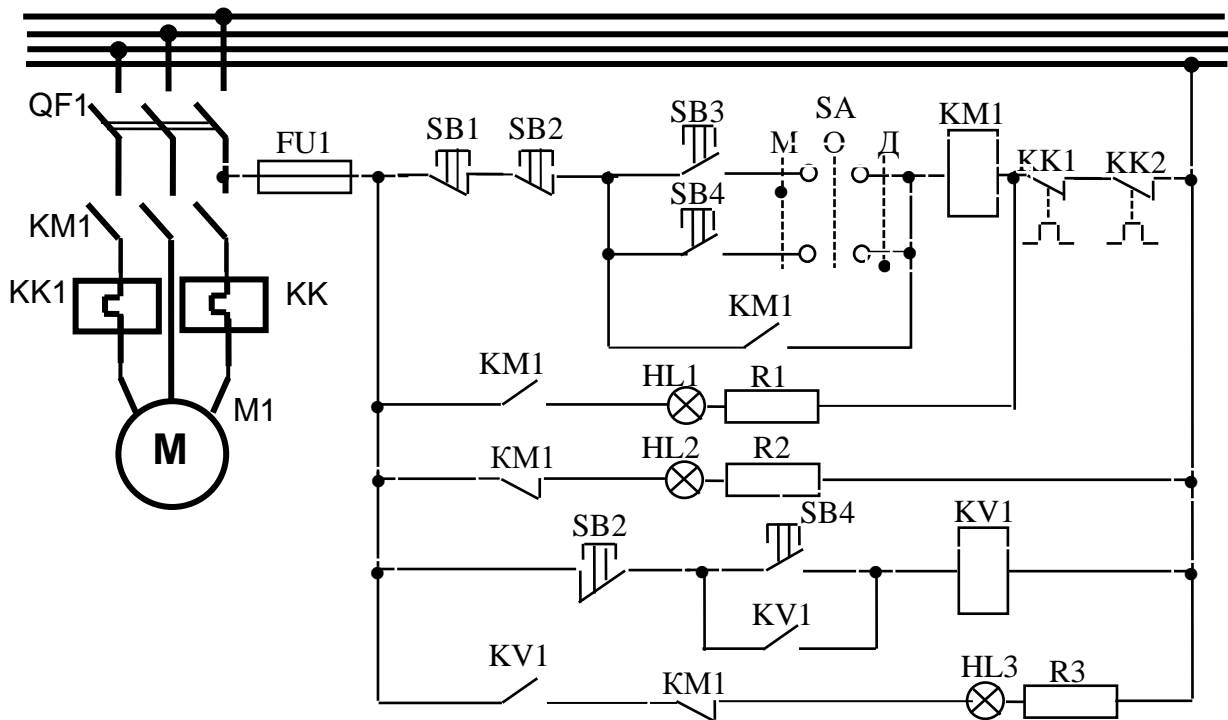 QF1
FU1
SB1
SB2
SB3
SA
KM1
М О Д
KK1
KK2
SB4
KM1
KK1
KK
KM1
KM1
HL1
R1
M1
M
KM1
HL2
R2
SB2
SB4
KV1
KV1
KV1
KM1
HL3
R3